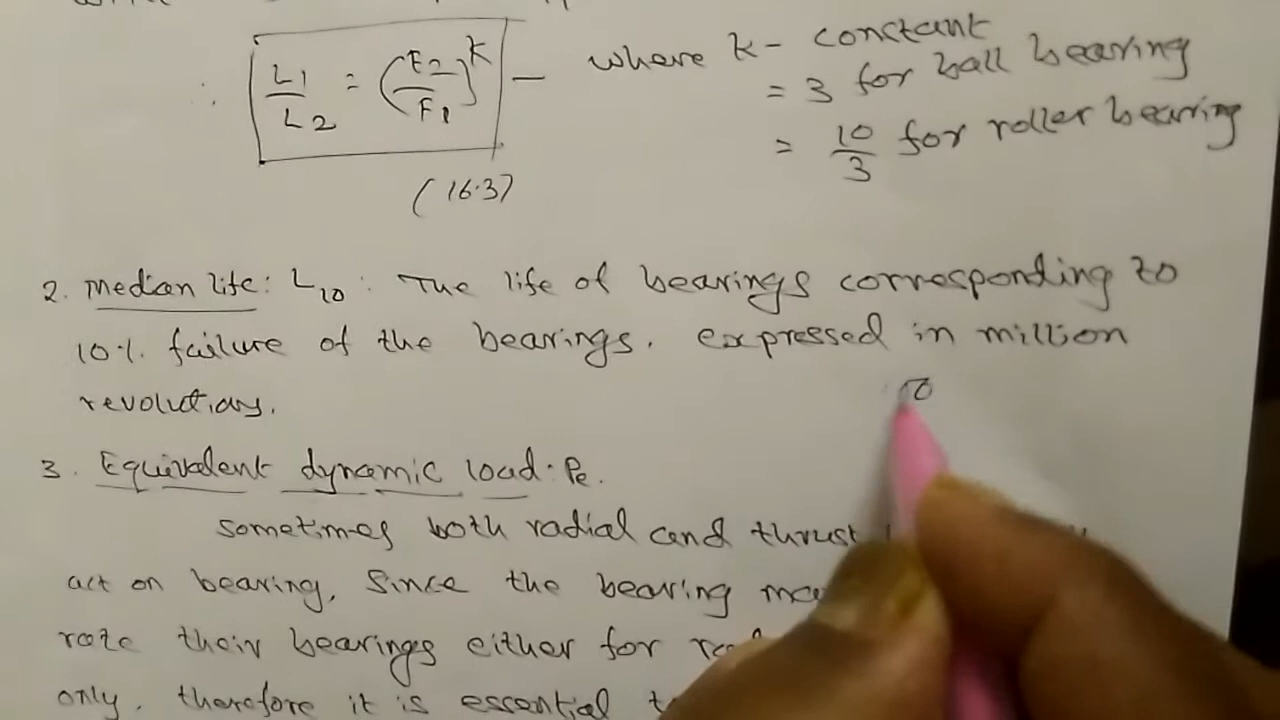 ∴ L1/L2 = (F2/F1)^K — where K - constant
= 3 for ball bearing
= 10/3 for roller bearing
(16.3)
2. Median life: L10: The life of bearings corresponding to
10%. failure of the bearings. expressed in million
revolutions.
3. Equivalent dynamic load: Pe.
sometimes both radial and thrust
act on bearing, Since the bearing
rate their bearings either for
only. therefore it is essential